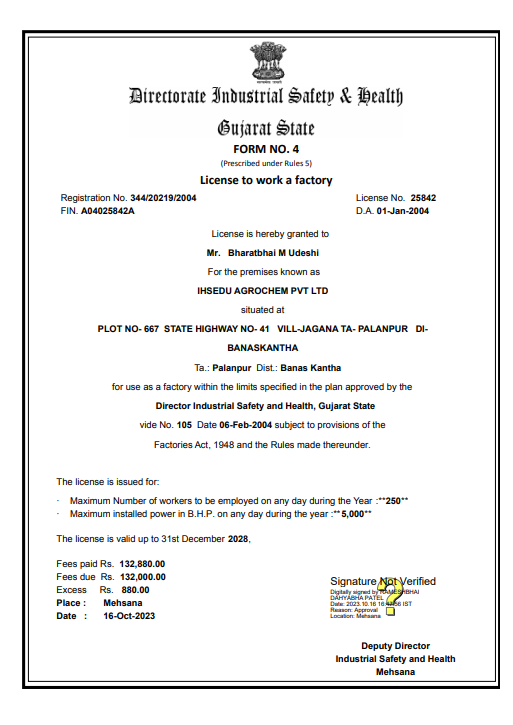 Directorate Industrial Safety & Health
Gujarat State
FORM NO. 4
(Prescribed under Rules 5)
License to work a factory
Registration No. 344/20219/2004 License No. 25842
FIN. A04025842A D.A. 01-Jan-2004
License is hereby granted to
Mr. Bharatbhai M Udeshi
For the premises known as
IHSEDU AGROCHEM PVT LTD
situated at
PLOT NO- 667 STATE HIGHWAY NO- 41 VILL-JAGANA TA- PALANPUR DI-
BANASKANTHA
Ta.: Palanpur Dist.: Banas Kantha
for use as a factory within the limits specified in the plan approved by the
Director Industrial Safety and Health, Gujarat State
vide No. 105 Date 06-Feb-2004 subject to provisions of the
Factories Act, 1948 and the Rules made thereunder.
The license is issued for:
· Maximum Number of workers to be employed on any day during the Year :**250**
· Maximum installed power in B.H.P. on any day during the year :**5,000**
The license is valid up to 31st December 2028,
Fees paid Rs. 132,880.00
Fees due Rs. 132,000.00
Excess Rs. 880.00
Place : Mehsana
Date : 16-Oct-2023
Signature Not Verified
Digitally signed by RAMESHBHAI
DAHYABHA PATEL
Date: 2023.10.16 IST
Reason: Approval
Location: Mehsana
Deputy Director
Industrial Safety and Health
Mehsana